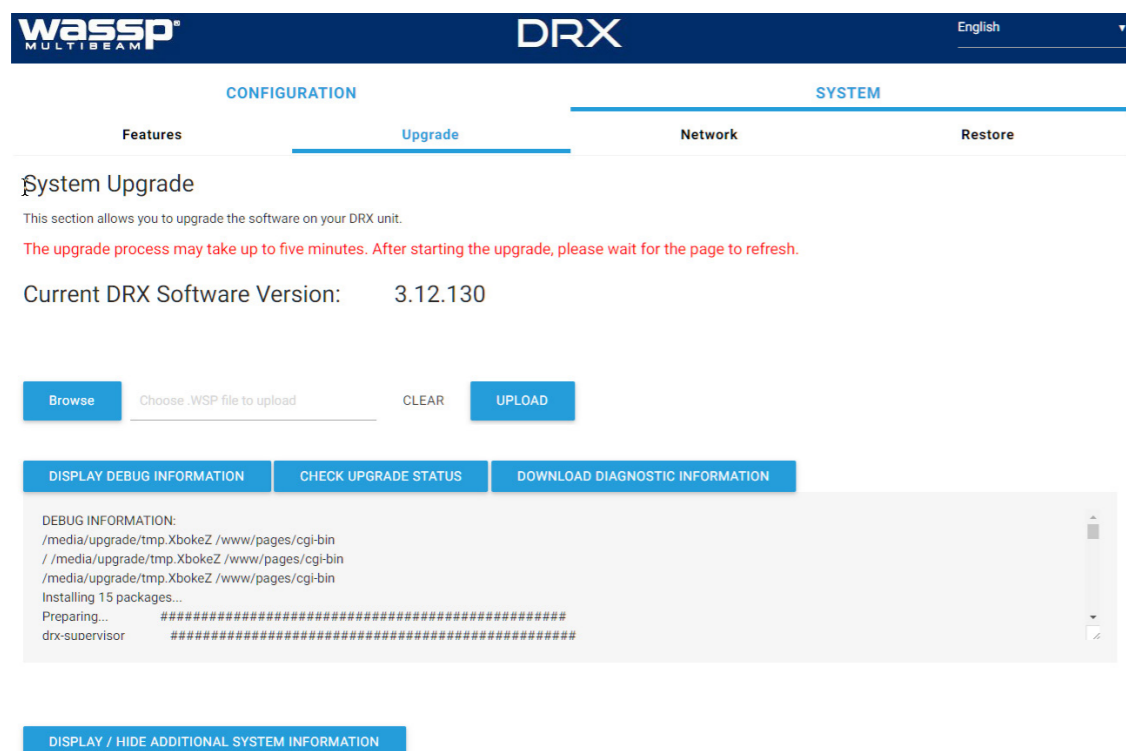 wassp®
MULTIBEAM
DRX
English
CONFIGURATION
SYSTEM
Features
Upgrade
Network
Restore
System Upgrade
This section allows you to upgrade the software on your DRX unit.
The upgrade process may take up to five minutes. After starting the upgrade, please wait for the page to refresh.
Current DRX Software Version: 3.12.130
Browse
Choose .WSP file to upload
CLEAR
UPLOAD
DISPLAY DEBUG INFORMATION
CHECK UPGRADE STATUS
DOWNLOAD DIAGNOSTIC INFORMATION
DEBUG INFORMATION:
/media/upgrade/tmp.XbokeZ /www/pages/cgi-bin
/ /media/upgrade/tmp.XbokeZ /www/pages/cgi-bin
/media/upgrade/tmp.XbokeZ /www/pages/cgi-bin
Installing 15 packages...
Preparing... ##################################################
drx-supervisor ##################################################
DISPLAY / HIDE ADDITIONAL SYSTEM INFORMATION